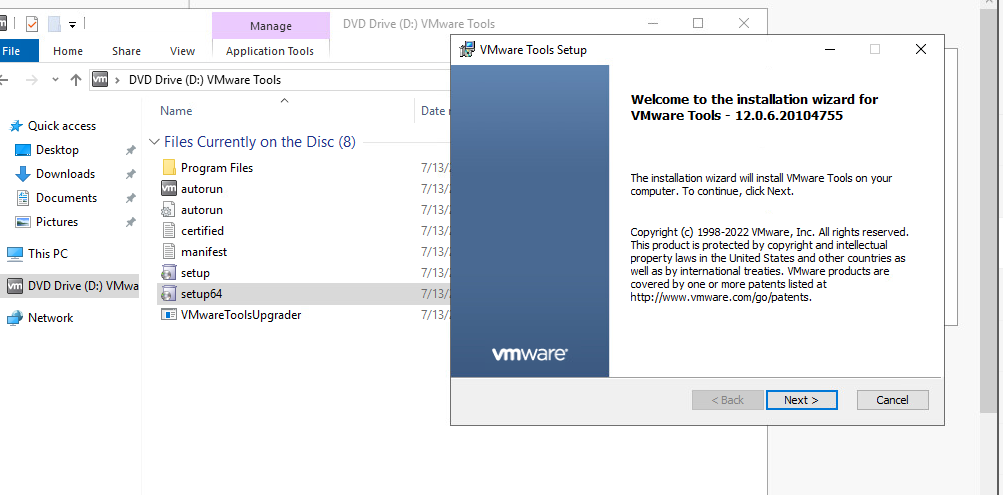 Manage
DVD Drive (D:) VMware Tools
File
Home
Share
View
Application Tools
vm
DVD Drive (D:) VMware Tools
Name
Date
Quick access
Desktop
Downloads
Documents
Pictures
This PC
vm
DVD Drive (D:) VMwa
Network
Files Currently on the Disc (8)
Program Files
7/13/
vm
autorun
7/13/
autorun
7/13/
certified
7/13/
manifest
7/13/
setup
7/13/
setup64
7/13/
VMwareToolsUpgrader
7/13/
VMware Tools Setup
Welcome to the installation wizard for
VMware Tools - 12.0.6.20104755
The installation wizard will install VMware Tools on your
computer. To continue, click Next.
Copyright (c) 1998-2022 VMware, Inc. All rights reserved.
This product is protected by copyright and intellectual
property laws in the United States and other countries as
well as by international treaties. VMware products are
covered by one or more patents listed at
http://www.vmware.com/go/patents.
vmware
< Back
Next >
Cancel